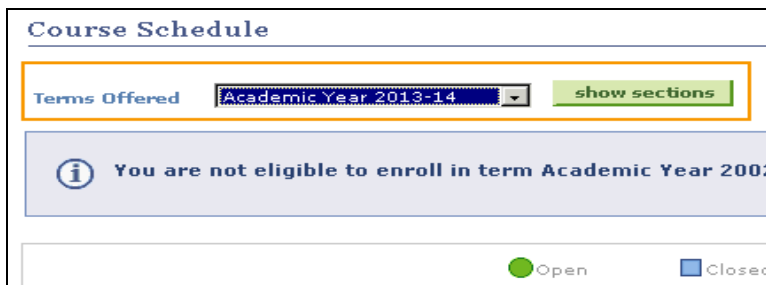 Course Schedule
Terms Offered Academic Year 2013-14 show sections
You are not eligible to enroll in term Academic Year 2002
Open Closed